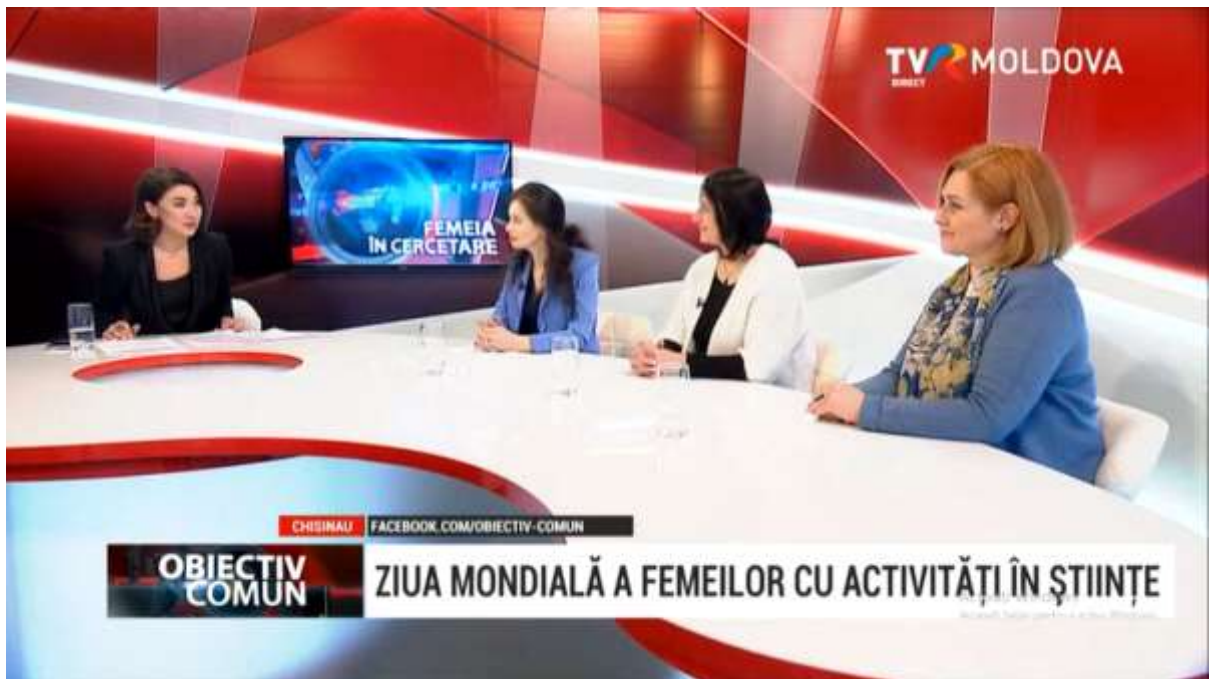 TVR MOLDOVA
DIRECT
FEMEIA
ÎN CERCETARE
CHISINAU FACEBOOK.COM/OBIECTIV-COMUN
OBIECTIV
COMUN
ZIUA MONDIALĂ A FEMEILOR CU ACTIVITĂȚI ÎN ȘTIINȚE